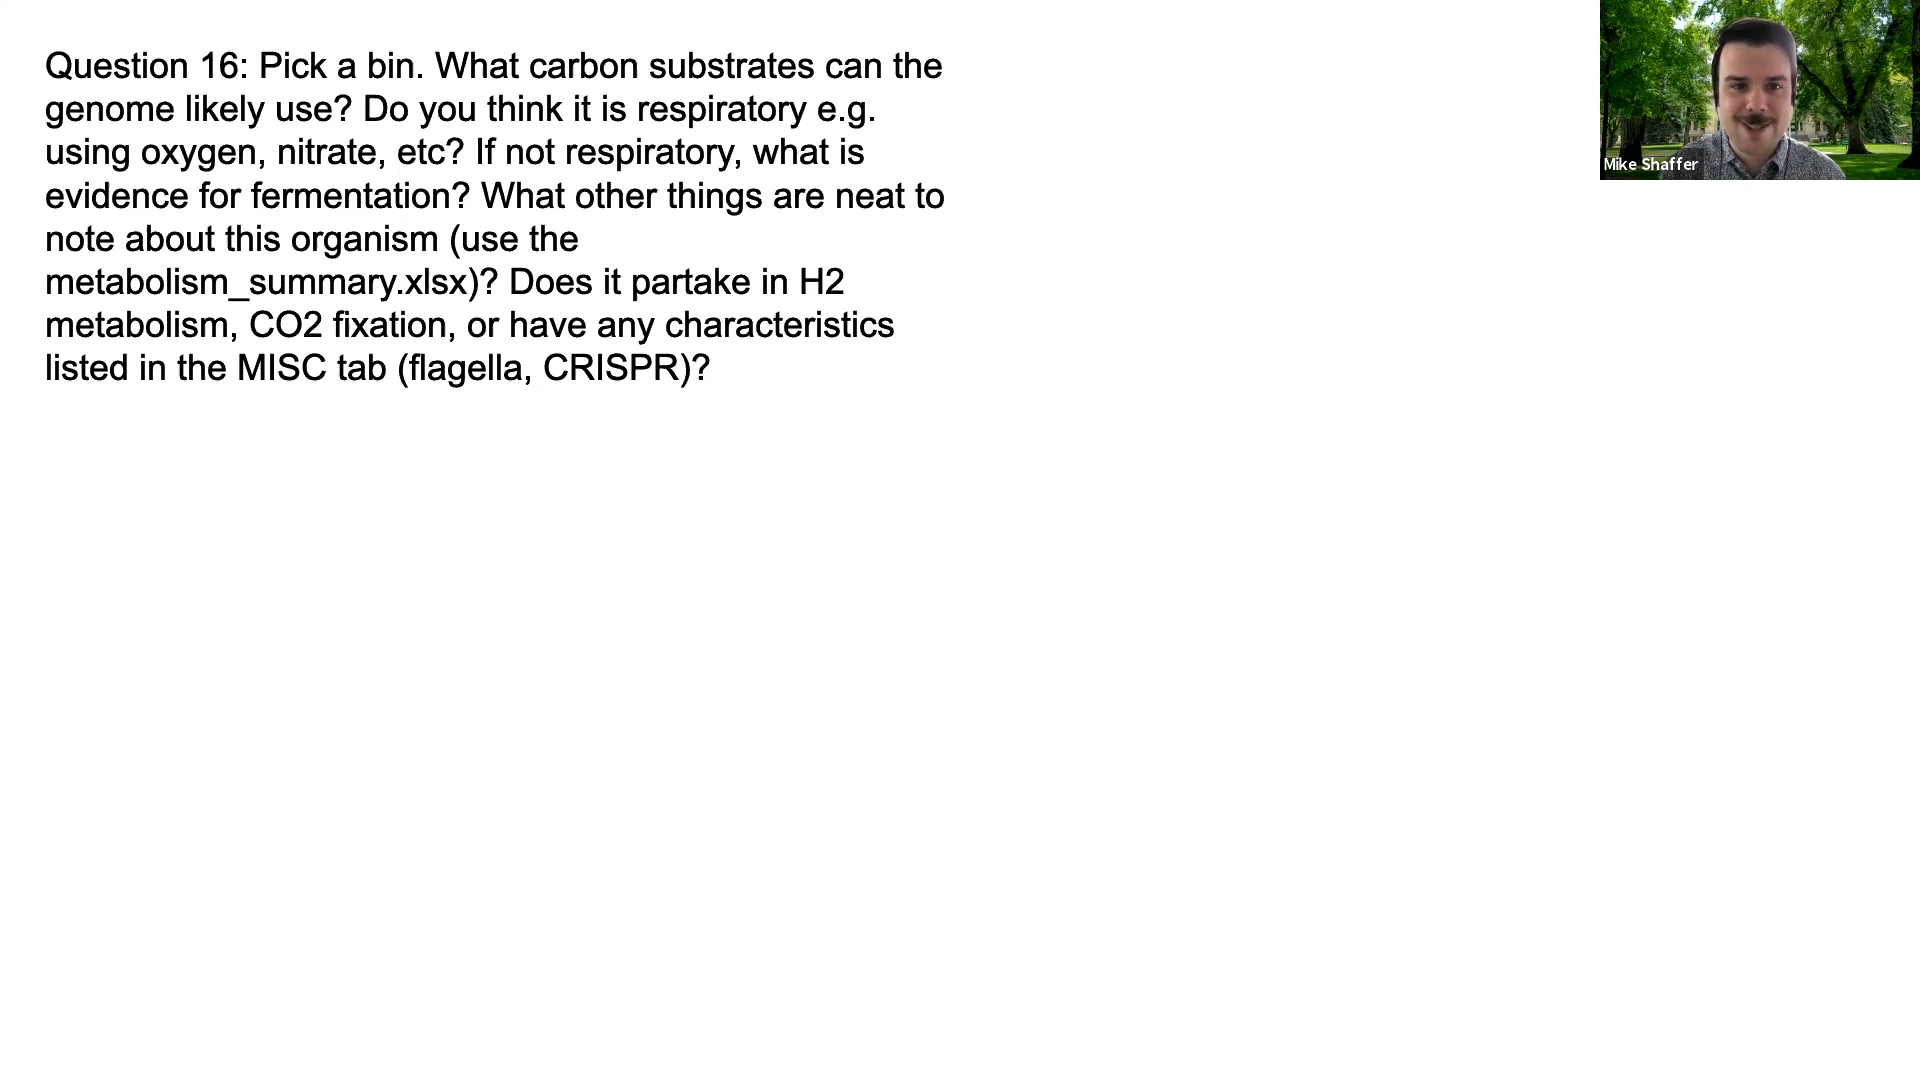 Question 16: Pick a bin. What carbon substrates can the
genome likely use? Do you think it is respiratory e.g.
using oxygen, nitrate, etc? If not respiratory, what is
evidence for fermentation? What other things are neat to
note about this organism (use the
metabolism_summary.xlsx)? Does it partake in H2
metabolism, CO2 fixation, or have any characteristics
listed in the MISC tab (flagella, CRISPR)?
Mike Shaffer